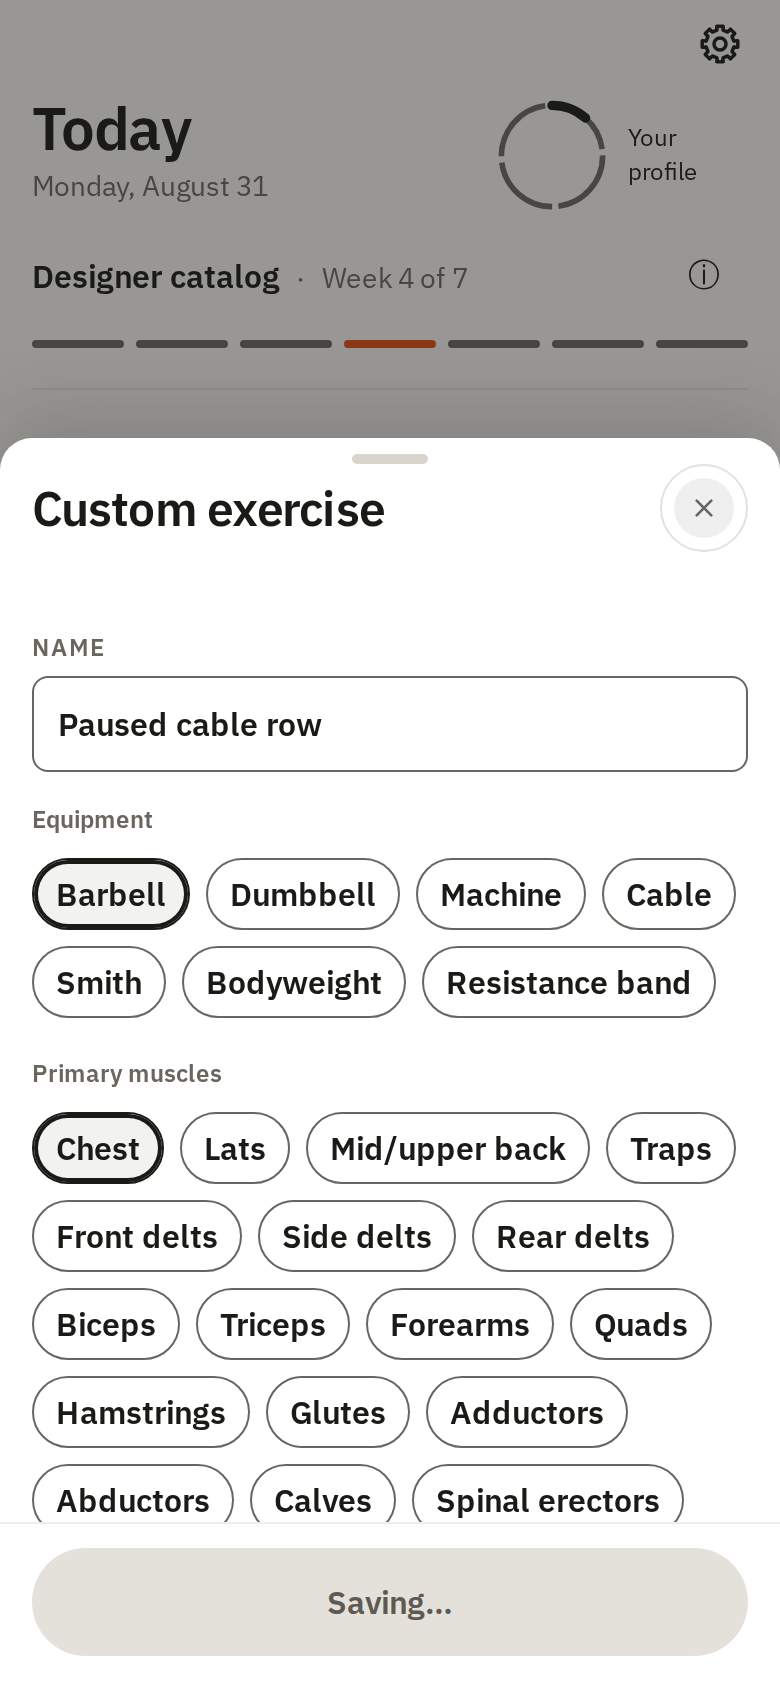 Today
Monday, August 31
Your
profile
Designer catalog · Week 4 of 7
Custom exercise
NAME
Paused cable row
Equipment
Barbell Dumbbell Machine Cable
Smith Bodyweight Resistance band
Primary muscles
Chest Lats Mid/upper back Traps
Front delts Side delts Rear delts
Biceps Triceps Forearms Quads
Hamstrings Glutes Adductors
Abductors Calves Spinal erectors
Saving...